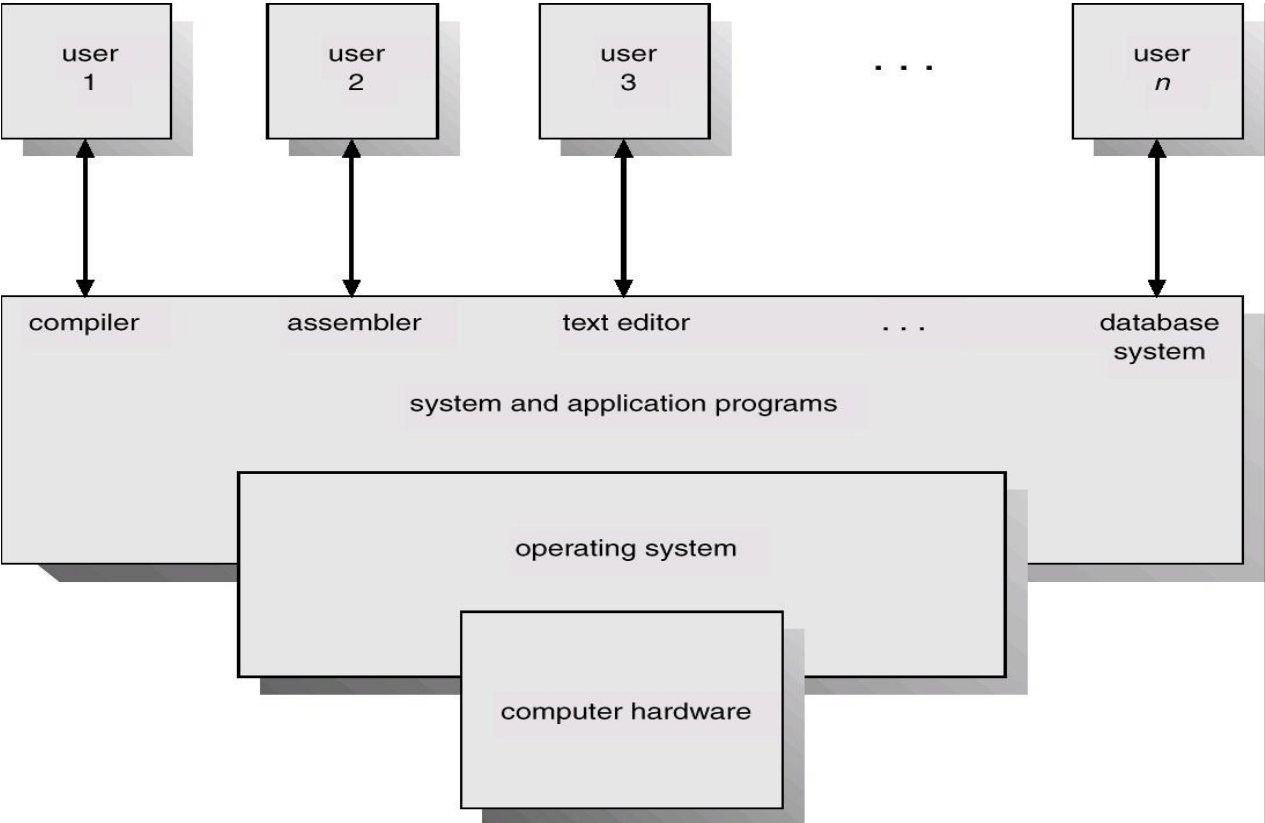 user
1
user
2
user
3
. . .
user
n
compiler
assembler
text editor
. . .
database
system
system and application programs
operating system
computer hardware